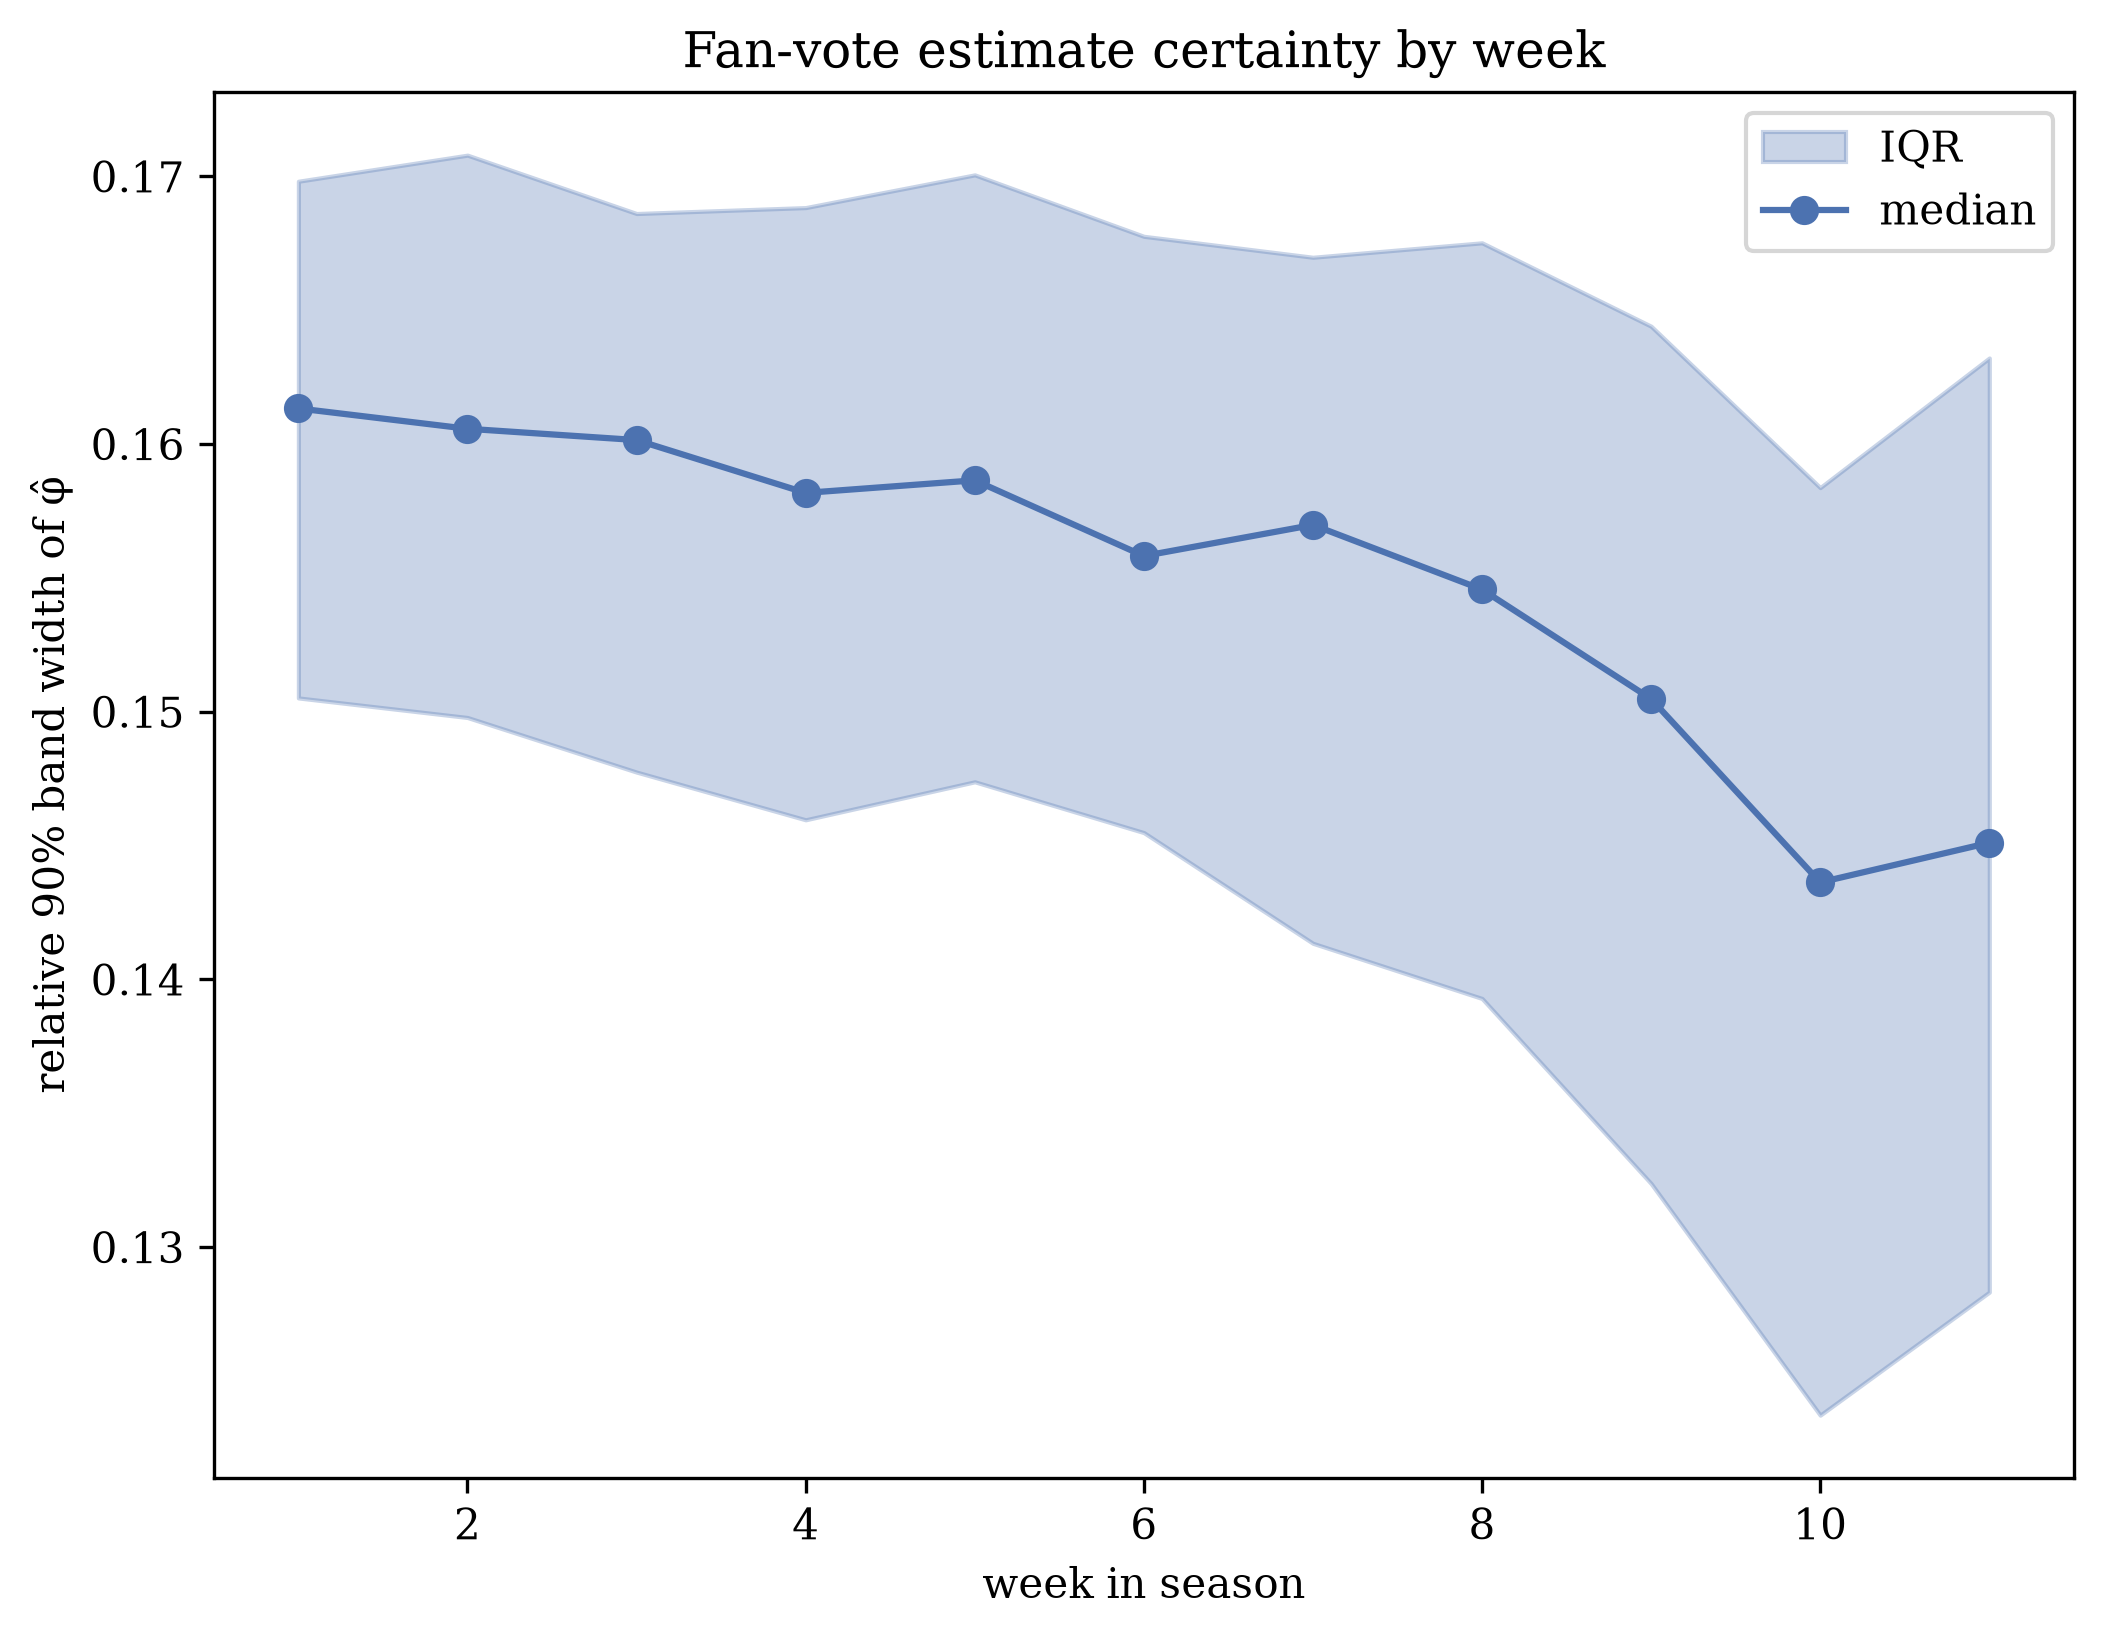 Fan-vote estimate certainty by week
IQR
median
relative 90% band width of φ̂
0.17
0.16
0.15
0.14
0.13
2 4 6 8 10
week in season